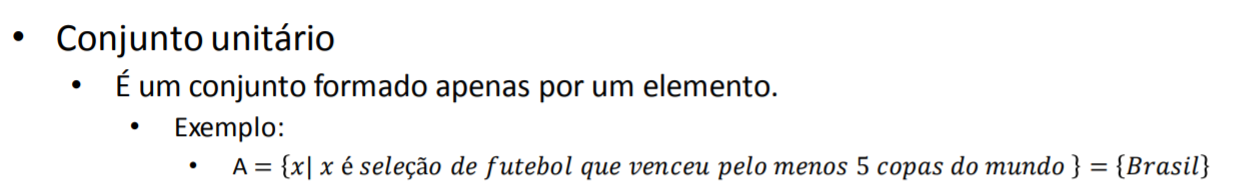 • Conjunto unitário
• É um conjunto formado apenas por um elemento.
• Exemplo:
• A = {x| x é seleção de futebol que venceu pelo menos 5 copas do mundo } = {Brasil}